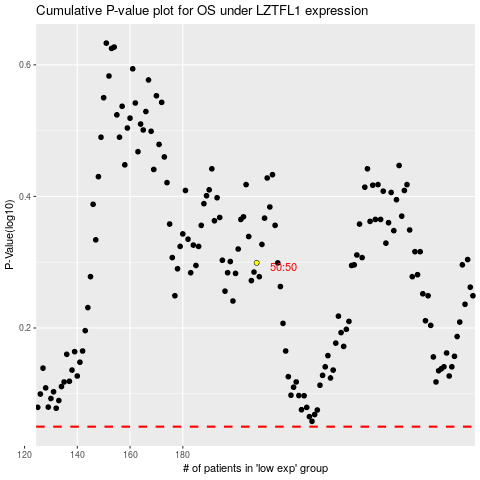 Cumulative P-value plot for OS under LZTFL1 expression
P-Value(log10)
0.6
0.4
0.2
50:50
120 140 160 180
# of patients in 'low exp' group